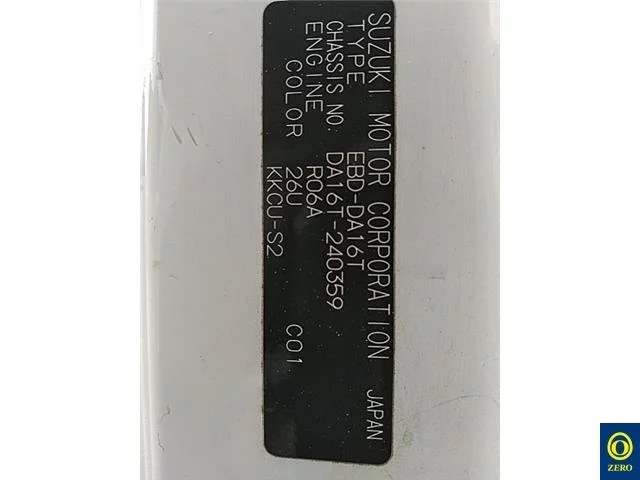 SUZUKI MOTOR CORPORATION JAPAN
TYPE EBD-DA16T
CHASSIS NO. DA16T-240359
ENGINE R06A
COLOR 26U C01
KKCU-S2
ZERO